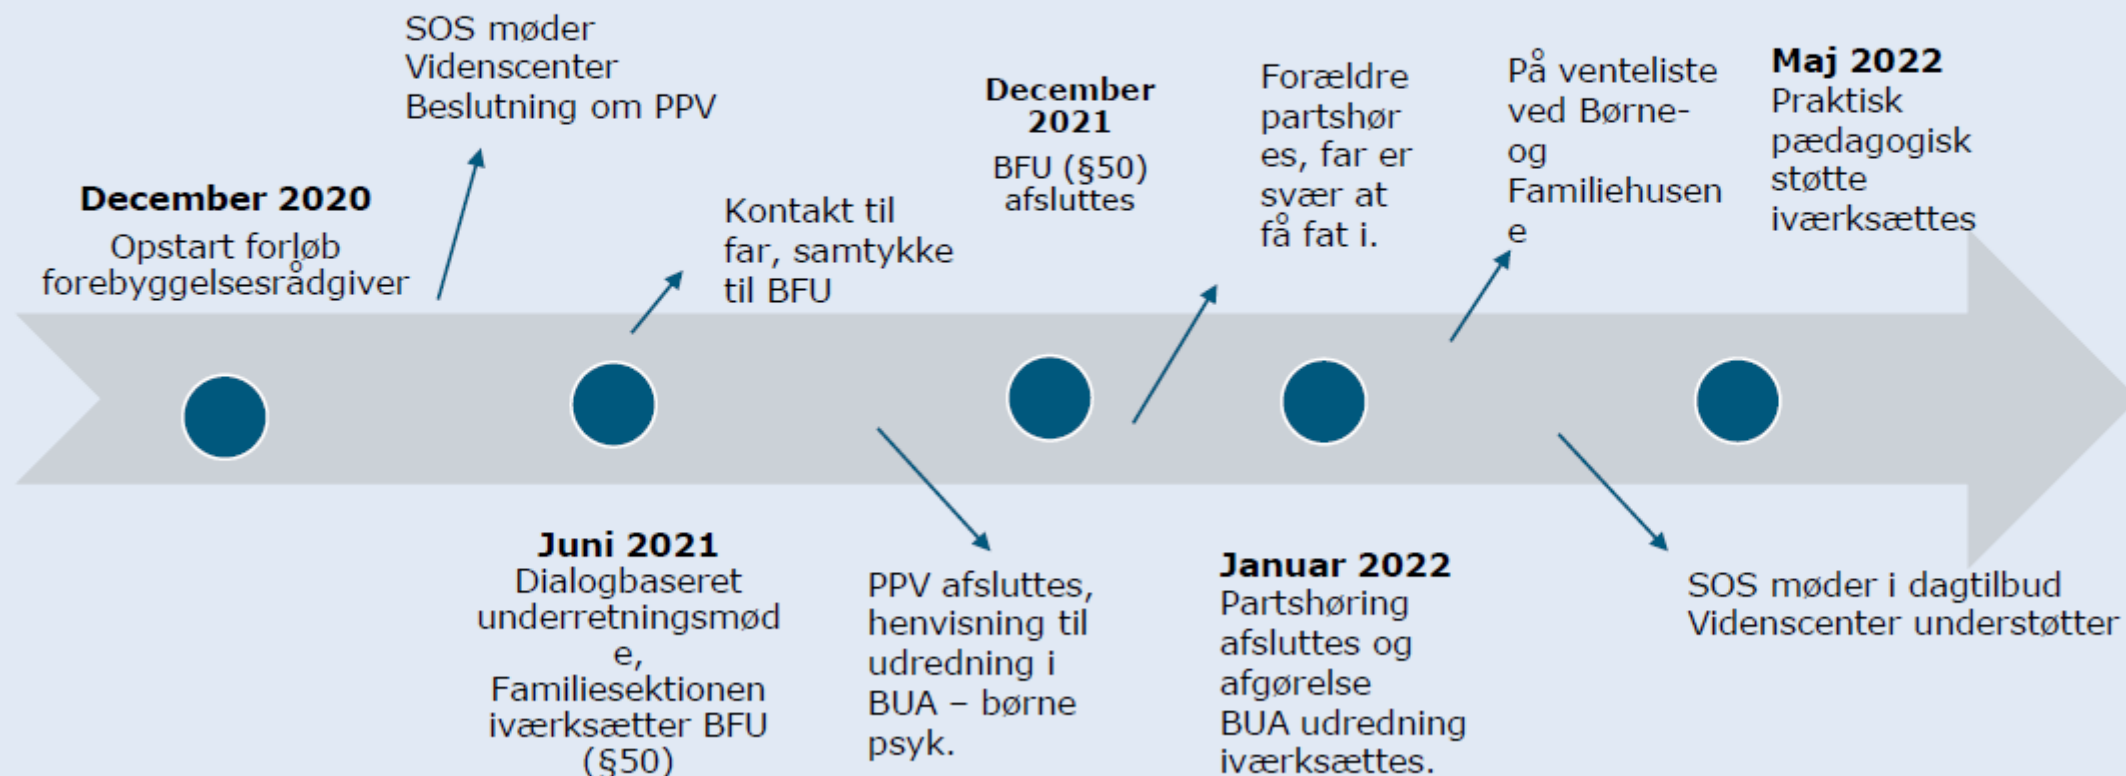 December 2020
Opstart forløb
forebyggelsesrådgiver
SOS møder
Videnscenter
Beslutning om PPV
Juni 2021
Dialogbaseret
underretningsmød
e,
Familiesektionen
iværksætter BFU
(§50)
Kontakt til
far, samtykke
til BFU
PPV afsluttes,
henvisning til
udredning i
BUA – børne
psyk.
December
2021
BFU (§50)
afsluttes
Forældre
partshør
es, far er
svær at
få fat i.
Januar 2022
Partshøring
afsluttes og
afgørelse
BUA udredning
iværksættes.
På venteliste
ved Børne-
og
Familiehusen
e
SOS møder i dagtilbud
Videnscenter understøtter
Maj 2022
Praktisk
pædagogisk
støtte
iværksættes